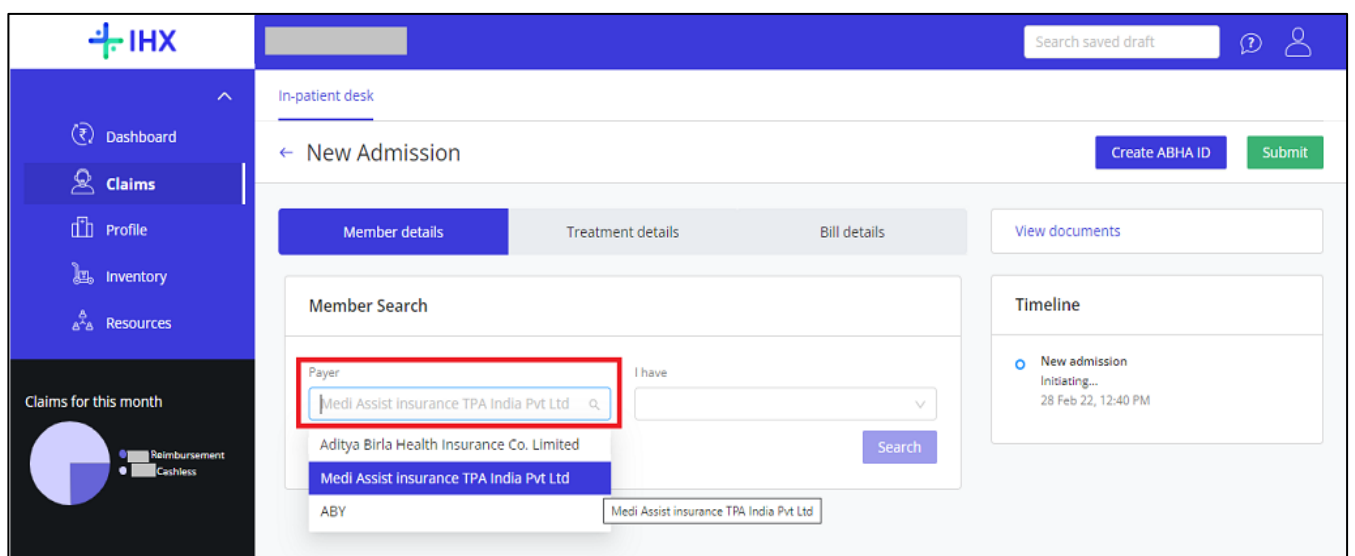 IHX
Search saved draft
In-patient desk
Dashboard
← New Admission
Create ABHA ID
Submit
Claims
Profile
Member details
Treatment details
Bill details
View documents
Inventory
Member Search
Timeline
Resources
Payer
I have
New admission
Initiating...
28 Feb 22, 12:40 PM
Claims for this month
Medi Assist insurance TPA India Pvt Ltd
Aditya Birla Health Insurance Co. Limited
Search
Reimbursement
Cashless
Medi Assist insurance TPA India Pvt Ltd
ABY
Medi Assist insurance TPA India Pvt Ltd